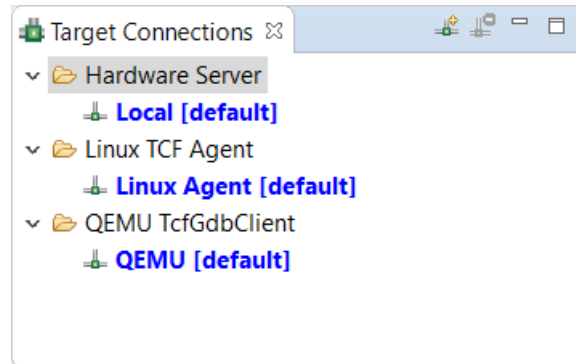 Target Connections
Hardware Server
Local [default]
Linux TCF Agent
Linux Agent [default]
QEMU TcfGdbClient
QEMU [default]